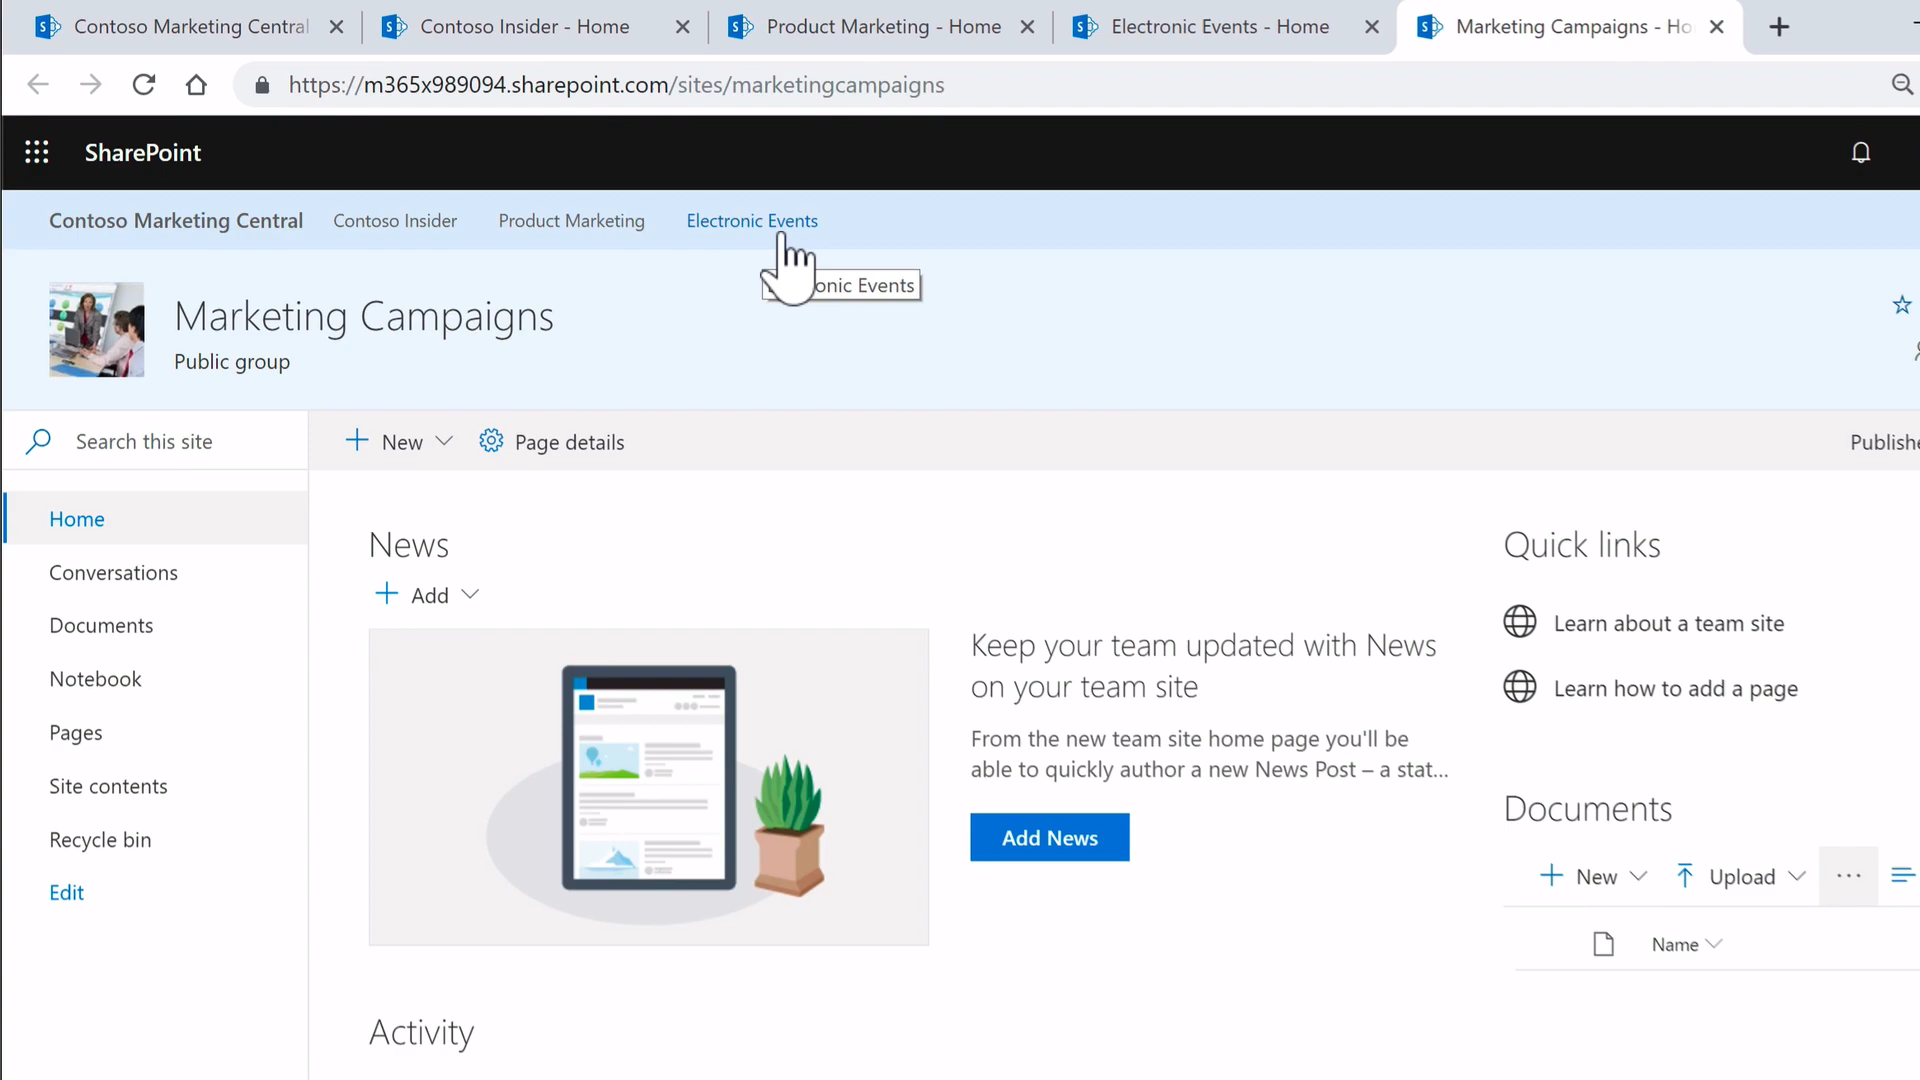 Contoso Marketing Central
Contoso Insider - Home
Product Marketing - Home
Electronic Events - Home
Marketing Campaigns - Ho
https://m365x989094.sharepoint.com/sites/marketingcampaigns
SharePoint
Contoso Marketing Central
Contoso Insider
Product Marketing
Electronic Events
onic Events
Marketing Campaigns
Public group
Search this site
New
Page details
Publishe
Home
Conversations
Documents
Notebook
Pages
Site contents
Recycle bin
Edit
News
Add
Keep your team updated with News
on your team site
From the new team site home page you'll be
able to quickly author a new News Post – a stat...
Add News
Quick links
Learn about a team site
Learn how to add a page
Documents
New
Upload
Name
Activity